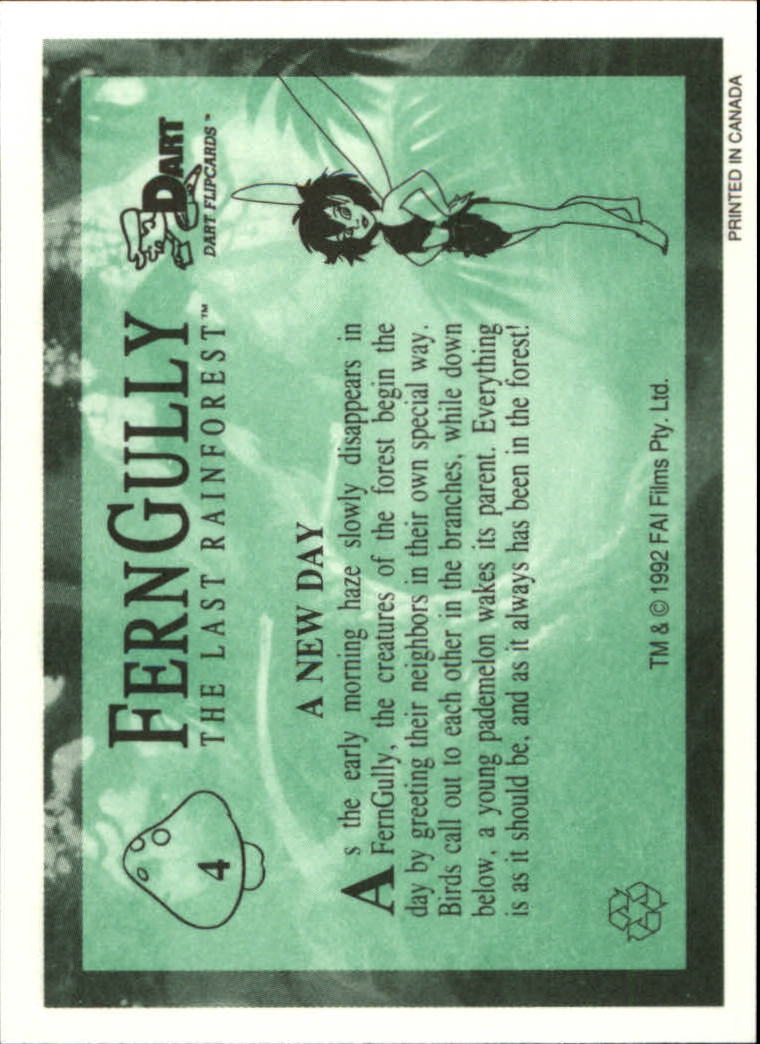 4
FERNGULLY
THE LAST RAINFOREST™
DART
DART FLIPCARDS™
A NEW DAY
As the early morning haze slowly disappears in
FernGully, the creatures of the forest begin the
day by greeting their neighbors in their own special way.
Birds call out to each other in the branches, while down
below, a young pademelon wakes its parent. Everything
is as it should be, and as it always has been in the forest!
TM & © 1992 FAI Films Pty. Ltd.
PRINTED IN CANADA